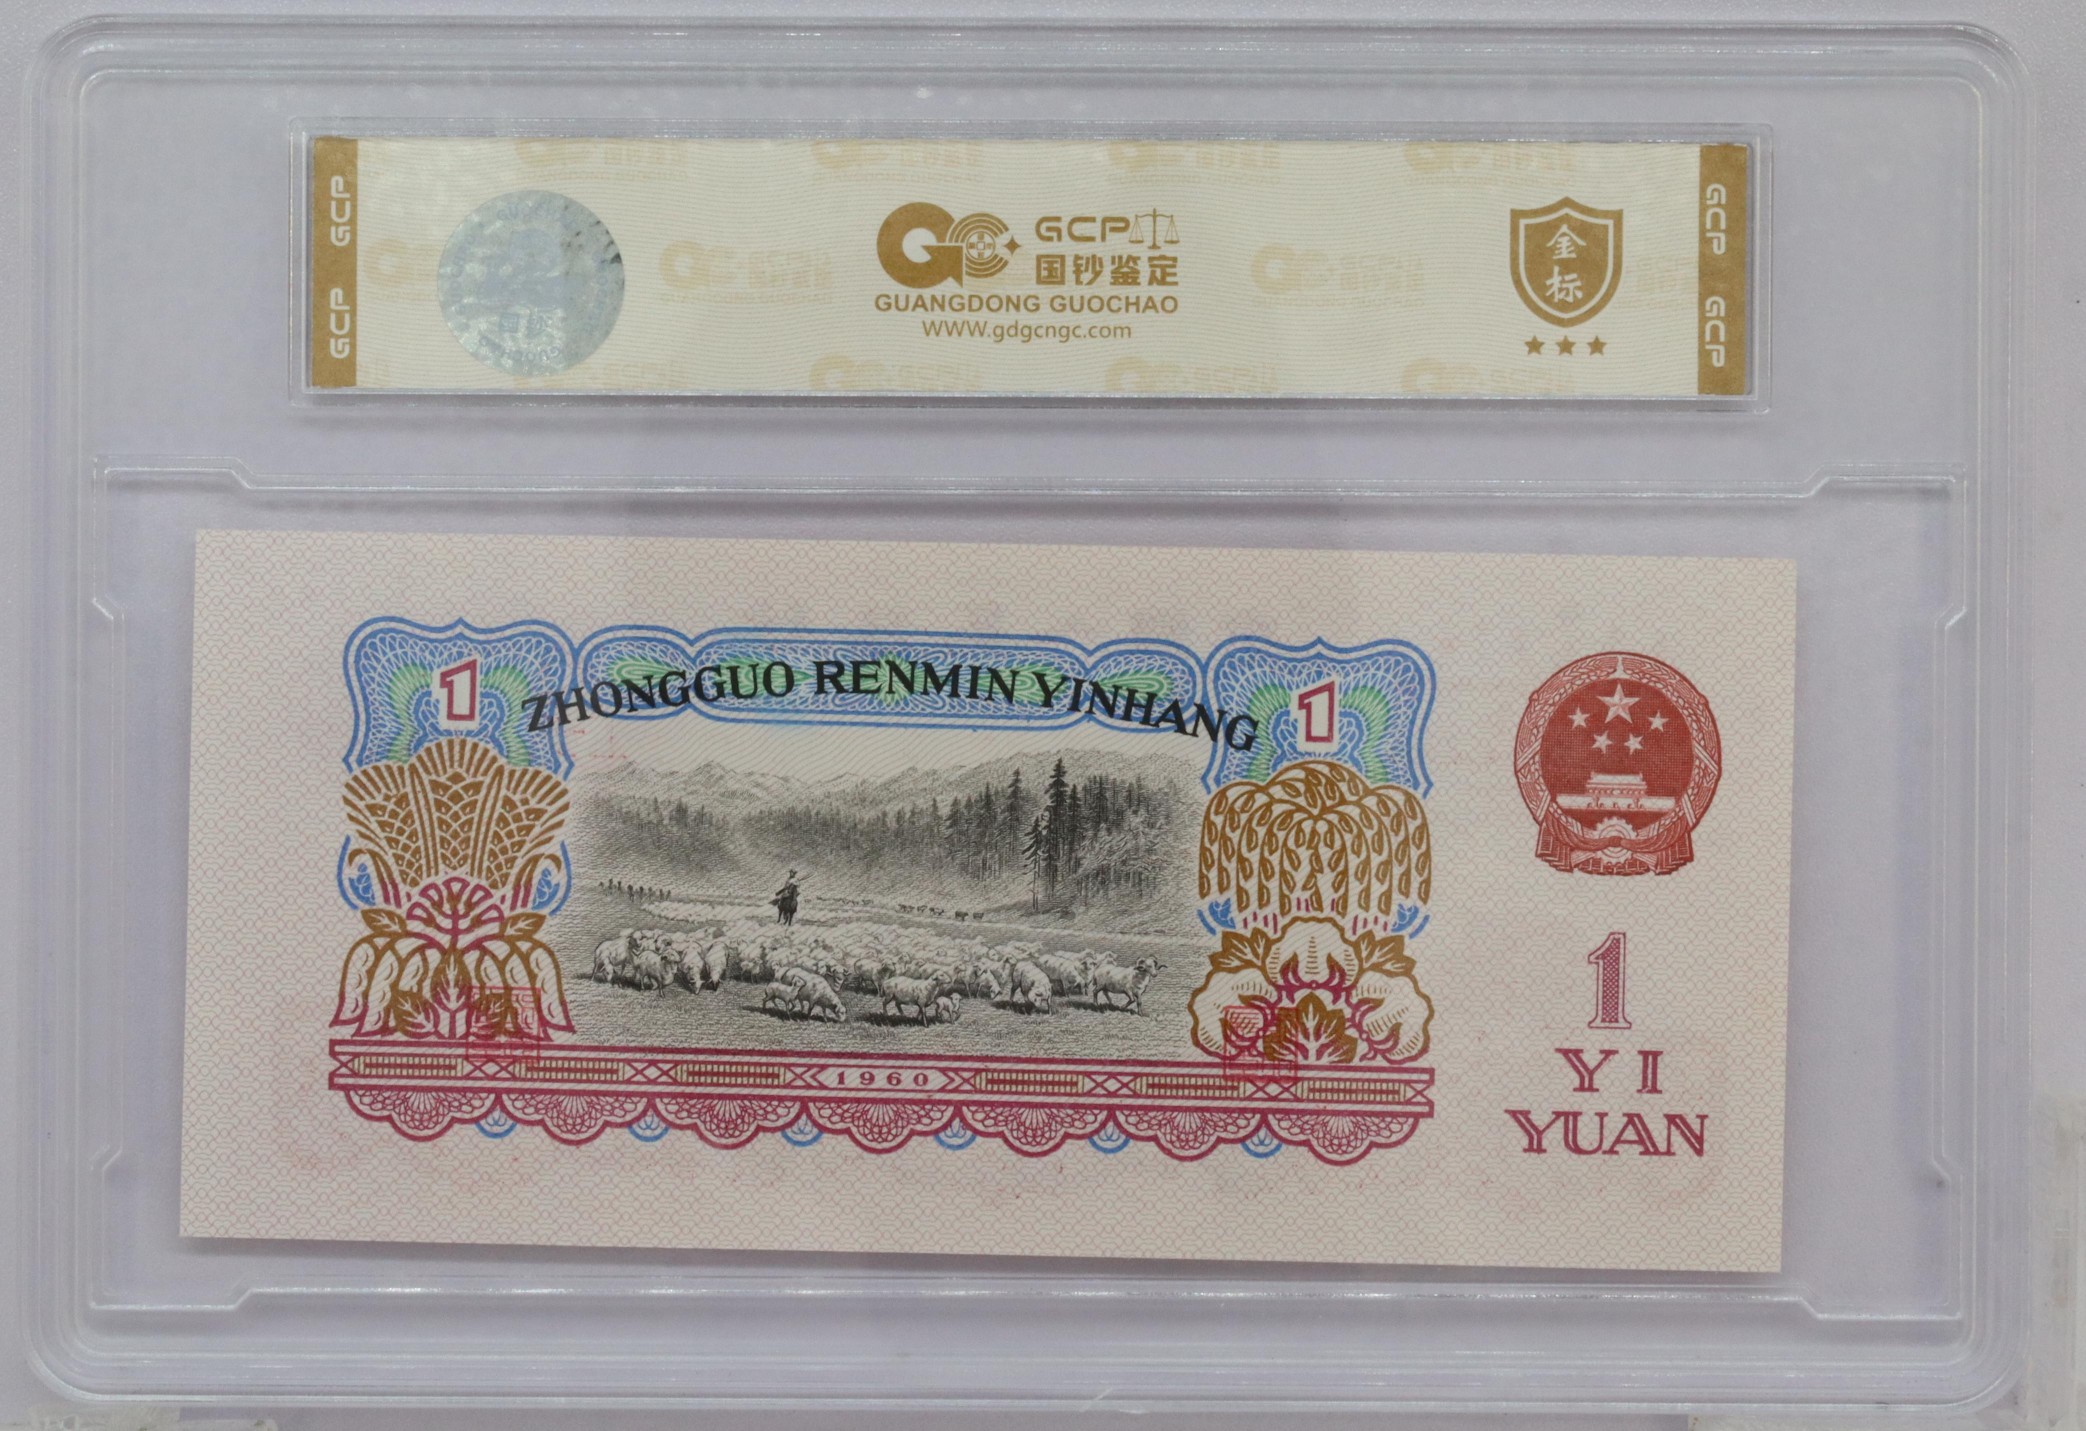 GCP GCP
GCP
国钞鉴定
GUANGDONG GUOCHAO
WWW.gdgcngc.com
金
标
GCP GCP
ZHONGGUO RENMIN YINHANG
1
1
1960
1
YI
YUAN